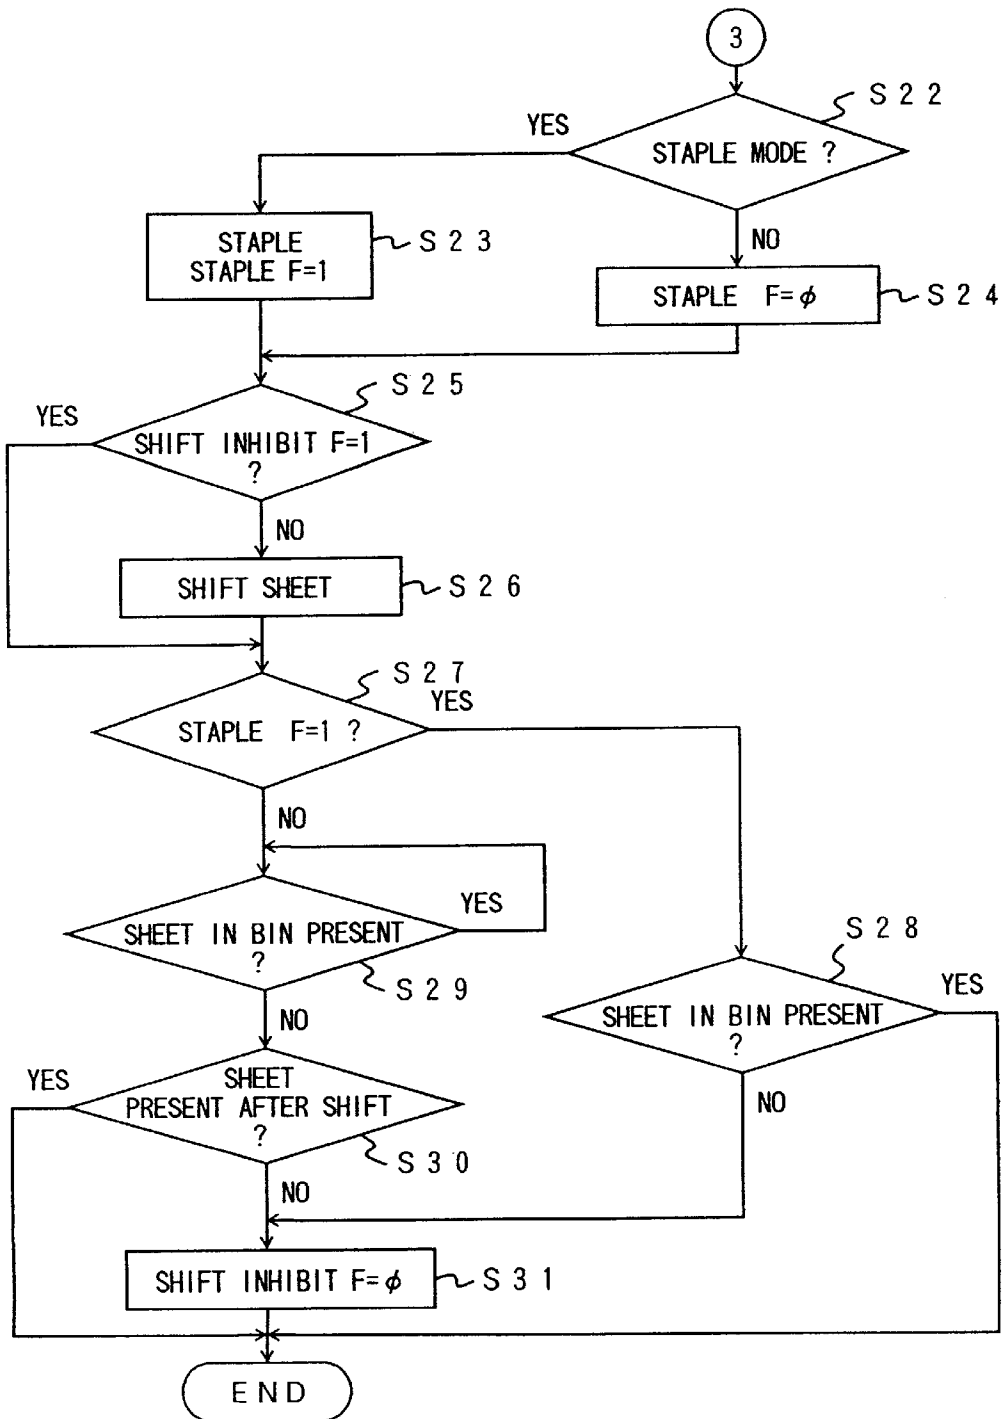 3
S22
YES
STAPLE MODE ?
STAPLE
STAPLE F=1
S23
NO
STAPLE F=ϕ
S24
S25
YES
SHIFT INHIBIT F=1
?
NO
SHIFT SHEET
S26
S27
YES
STAPLE F=1 ?
NO
SHEET IN BIN PRESENT
?
YES
S29
S28
SHEET IN BIN PRESENT
?
YES
NO
NO
YES
SHEET
PRESENT AFTER SHIFT
?
S30
NO
SHIFT INHIBIT F=ϕ
S31
END